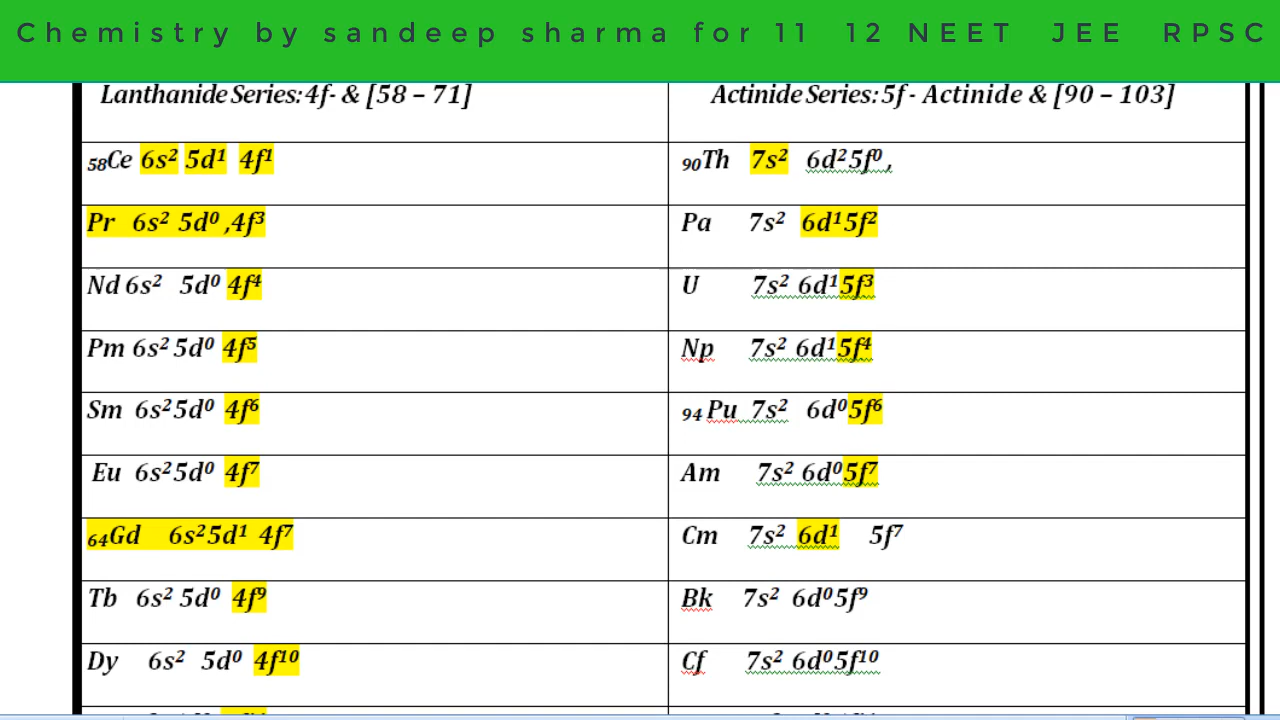 Chemistry by sandeep sharma for 11 12 NEET JEE RPSC
Lanthanide Series: 4f- & [58 – 71]
Actinide Series: 5f - Actinide & [90 – 103]
₅₈Ce 6s² 5d¹ 4f¹
₉₀Th 7s² 6d² 5f⁰ ,
Pr 6s² 5d⁰ ,4f³
Pa 7s² 6d¹5f²
Nd 6s² 5d⁰ 4f⁴
U 7s² 6d¹5f³
Pm 6s² 5d⁰ 4f⁵
Np 7s² 6d¹5f⁴
Sm 6s²5d⁰ 4f⁶
₉₄Pu 7s² 6d⁰5f⁶
Eu 6s²5d⁰ 4f⁷
Am 7s² 6d⁰5f⁷
₆₄Gd 6s²5d¹ 4f⁷
Cm 7s² 6d¹ 5f⁷
Tb 6s² 5d⁰ 4f⁹
Bk 7s² 6d⁰5f⁹
Dy 6s² 5d⁰ 4f¹⁰
Cf 7s² 6d⁰5f¹⁰